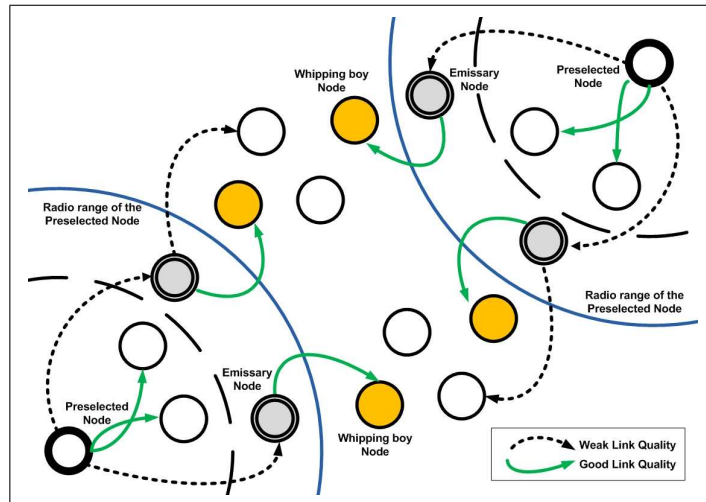 Whipping boy
Node
Emissary
Node
Preselected
Node
Radio range of the
Preselected Node
Radio range of the
Preselected Node
Emissary
Node
Preselected
Node
Whipping boy
Node
Weak Link Quality
Good Link Quality